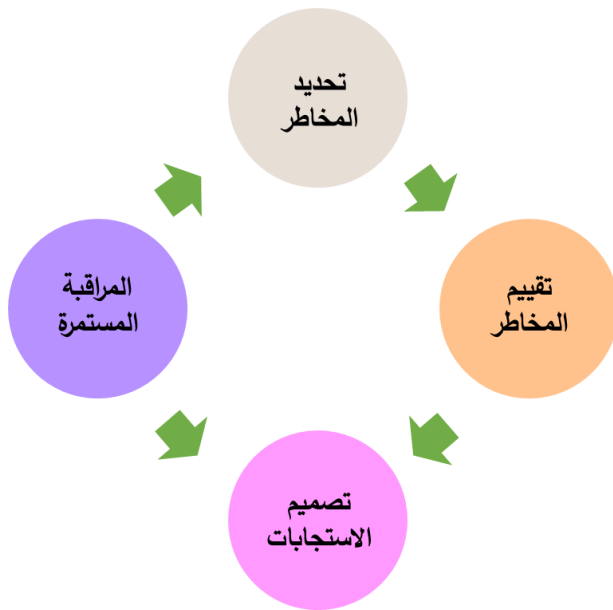 تحديد
المخاطر
تقييم
المخاطر
تصميم
الاستجابات
المراقبة
المستمرة